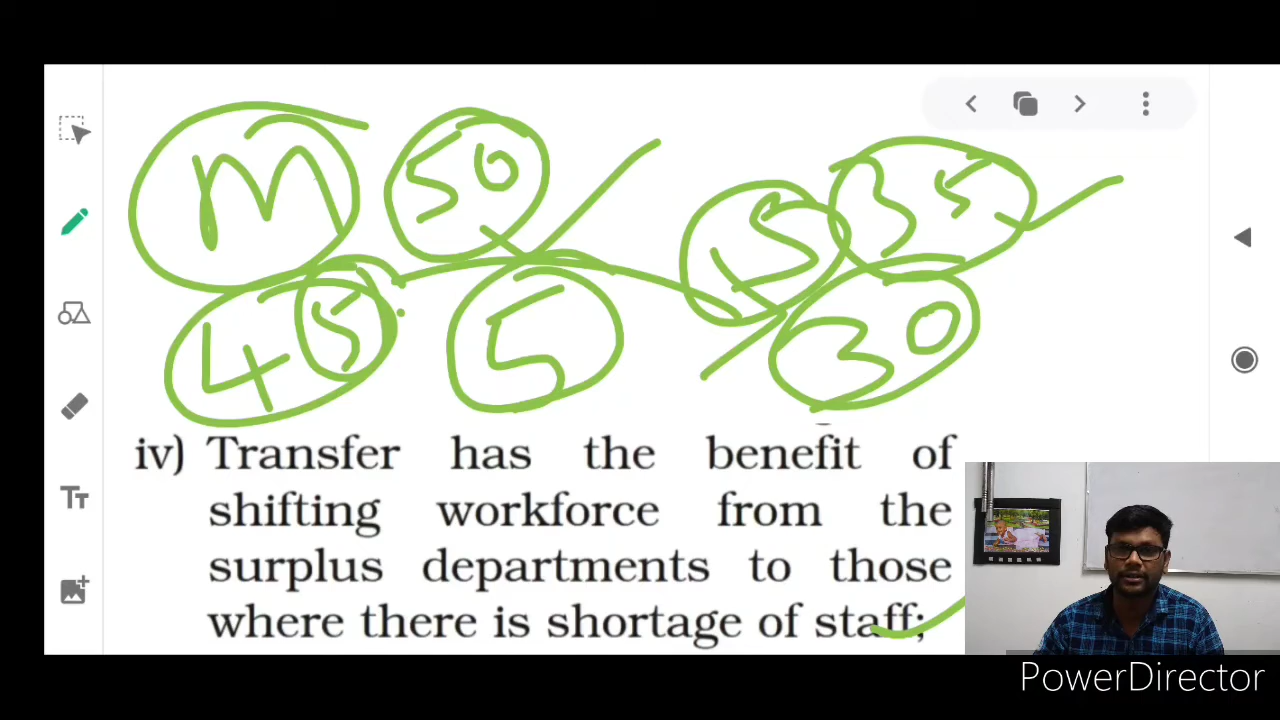 M 50 S 35
45 5 30
iv) Transfer has the benefit of
shifting workforce from the
surplus departments to those
where there is shortage of staff;
TT
PowerDirector